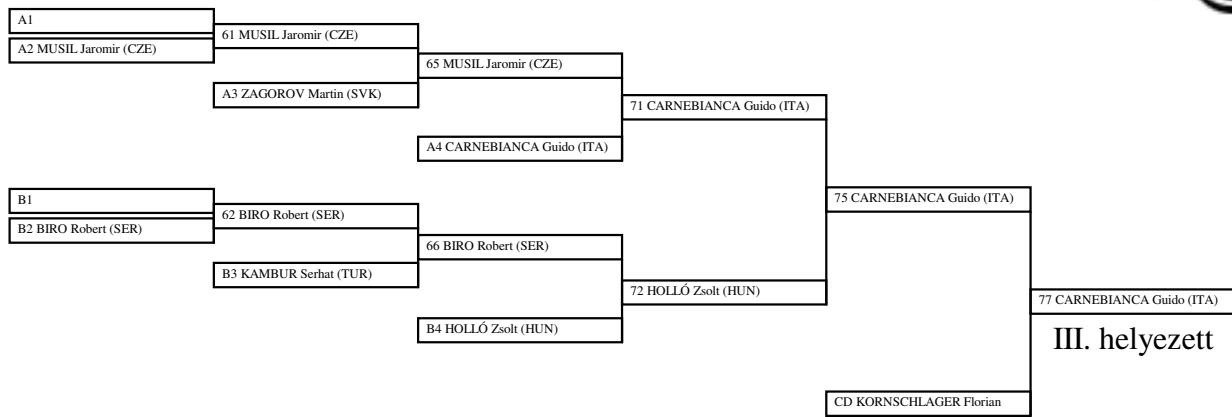 A1
A2 MUSIL Jaromir (CZE)
61 MUSIL Jaromir (CZE)
A3 ZAGOROV Martin (SVK)
65 MUSIL Jaromir (CZE)
A4 CARNEBIANCA Guido (ITA)
71 CARNEBIANCA Guido (ITA)
B1
B2 BIRO Robert (SER)
62 BIRO Robert (SER)
B3 KAMBUR Serhat (TUR)
66 BIRO Robert (SER)
B4 HOLLÓ Zsolt (HUN)
72 HOLLÓ Zsolt (HUN)
75 CARNEBIANCA Guido (ITA)
77 CARNEBIANCA Guido (ITA)
III. helyezett
CD KORNSCHLAGER Florian